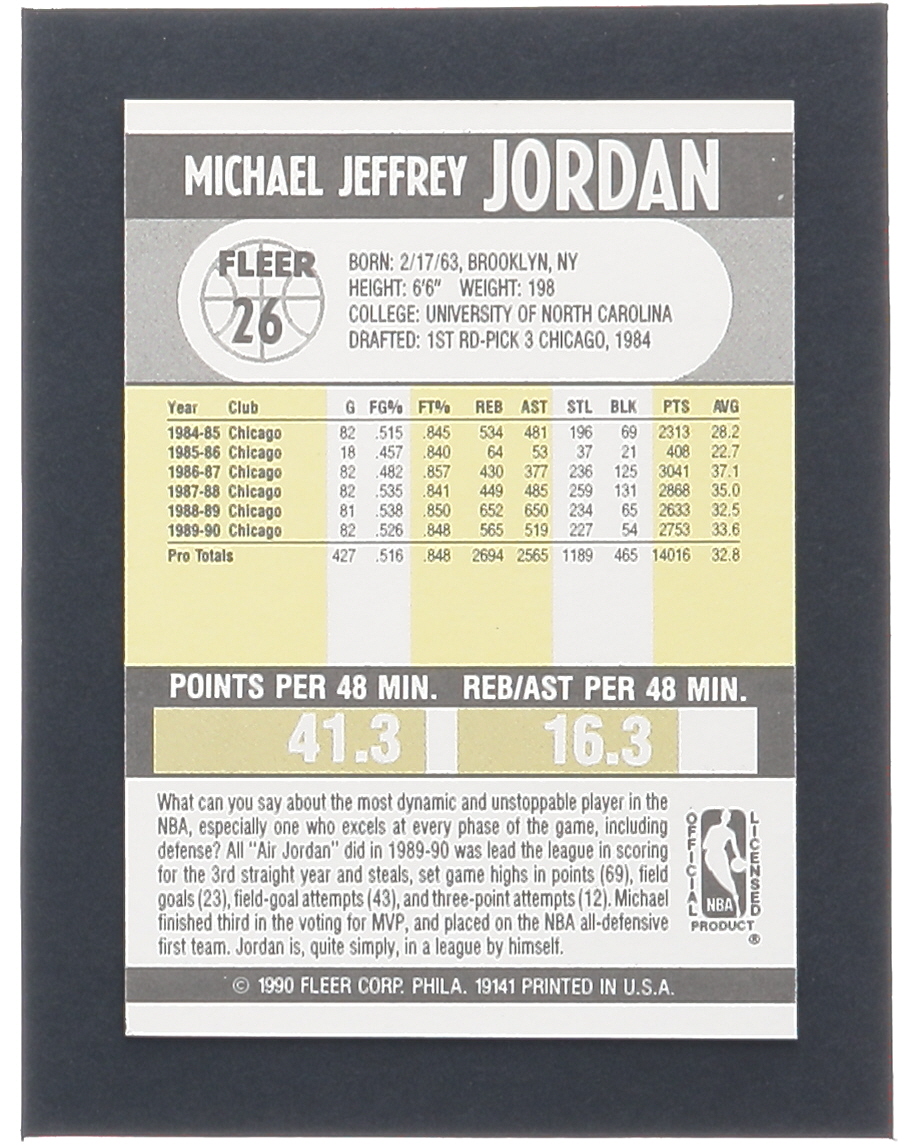 MICHAEL JEFFREY JORDAN
FLEER
26
BORN: 2/17/63, BROOKLYN, NY
HEIGHT: 6'6" WEIGHT: 198
COLLEGE: UNIVERSITY OF NORTH CAROLINA
DRAFTED: 1ST RD-PICK 3 CHICAGO, 1984
Year Club G FG% FT% REB AST STL BLK PTS AVG
1984-85 Chicago 82 .515 .845 534 481 196 69 2313 28.2
1985-86 Chicago 18 .457 .840 64 53 37 21 408 22.7
1986-87 Chicago 82 .482 .857 430 377 236 125 3041 37.1
1987-88 Chicago 82 .535 .841 449 485 259 131 2868 35.0
1988-89 Chicago 81 .538 .850 652 650 234 65 2633 32.5
1989-90 Chicago 82 .526 .848 565 519 227 54 2753 33.6
Pro Totals 427 .516 .848 2694 2565 1189 465 14016 32.8
POINTS PER 48 MIN. REB/AST PER 48 MIN.
41.3 16.3
What can you say about the most dynamic and unstoppable player in the
NBA, especially one who excels at every phase of the game, including
defense? All "Air Jordan" did in 1989-90 was lead the league in scoring
for the 3rd straight year and steals, set game highs in points (69), field
goals (23), field-goal attempts (43), and three-point attempts (12). Michael
finished third in the voting for MVP, and placed on the NBA all-defensive
first team. Jordan is, quite simply, in a league by himself.
OFFICIAL
LICENSED
NBA
PRODUCT
®
© 1990 FLEER CORP. PHILA. 19141 PRINTED IN U.S.A.